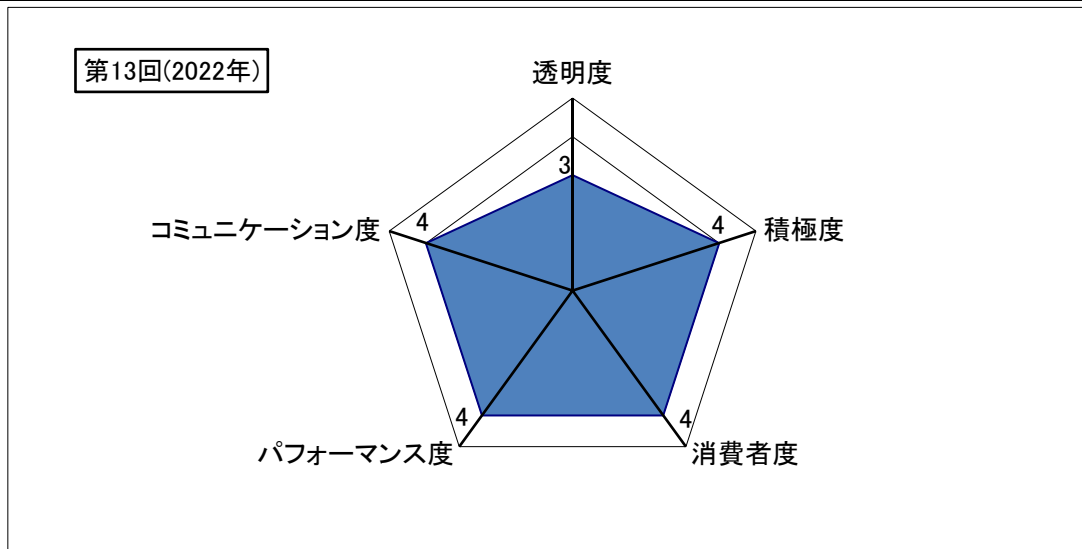 第13回(2022年)
透明度
3
コミュニケーション度
4
4
積極度
4
パフォーマンス度
4
消費者度